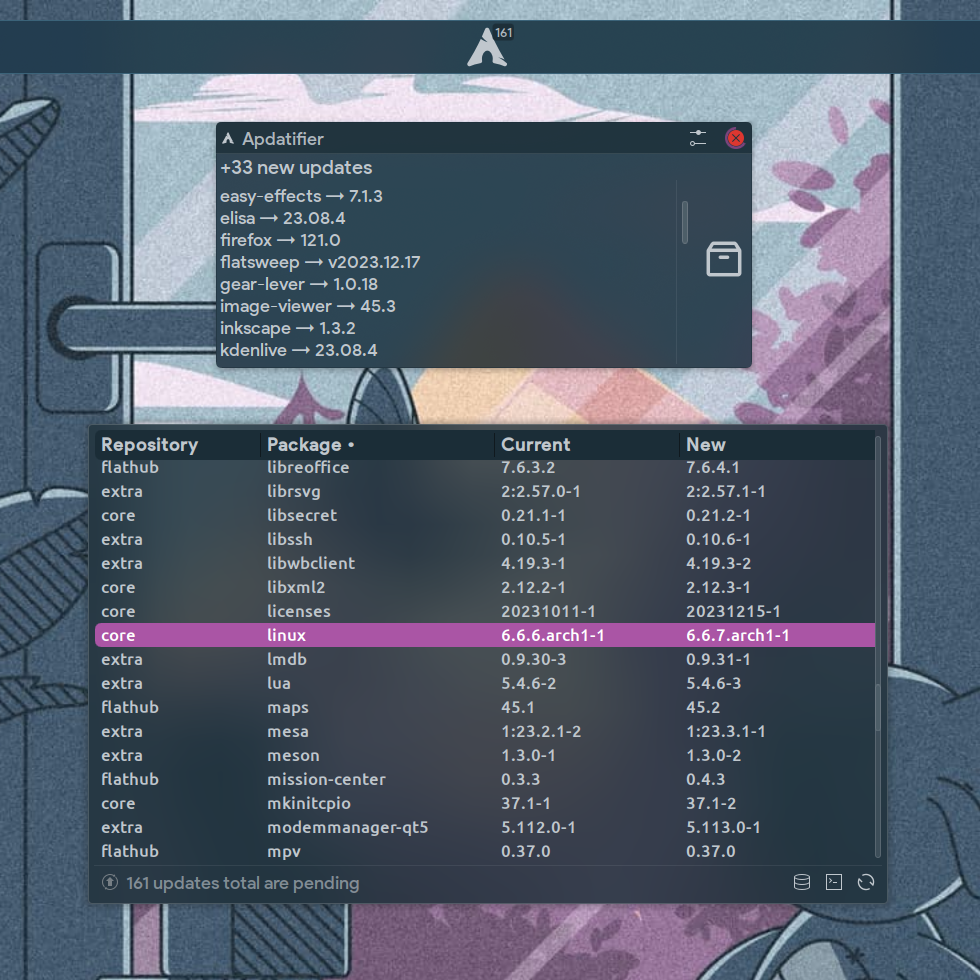 161
Apdatifier
+33 new updates
easy-effects → 7.1.3
elisa → 23.08.4
firefox → 121.0
flatsweep → v2023.12.17
gear-lever → 1.0.18
image-viewer → 45.3
inkscape → 1.3.2
kdenlive → 23.08.4
Repository Package • Current New
flathub libreoffice 7.6.3.2 7.6.4.1
extra librsvg 2:2.57.0-1 2:2.57.1-1
core libsecret 0.21.1-1 0.21.2-1
extra libssh 0.10.5-1 0.10.6-1
extra libwbclient 4.19.3-1 4.19.3-2
core libxml2 2.12.2-1 2.12.3-1
core licenses 20231011-1 20231215-1
core linux 6.6.6.arch1-1 6.6.7.arch1-1
extra lmdb 0.9.30-3 0.9.31-1
extra lua 5.4.6-2 5.4.6-3
flathub maps 45.1 45.2
extra mesa 1:23.2.1-2 1:23.3.1-1
extra meson 1.3.0-1 1.3.0-2
flathub mission-center 0.3.3 0.4.3
core mkinitcpio 37.1-1 37.1-2
extra modemmanager-qt5 5.112.0-1 5.113.0-1
flathub mpv 0.37.0 0.37.0
161 updates total are pending